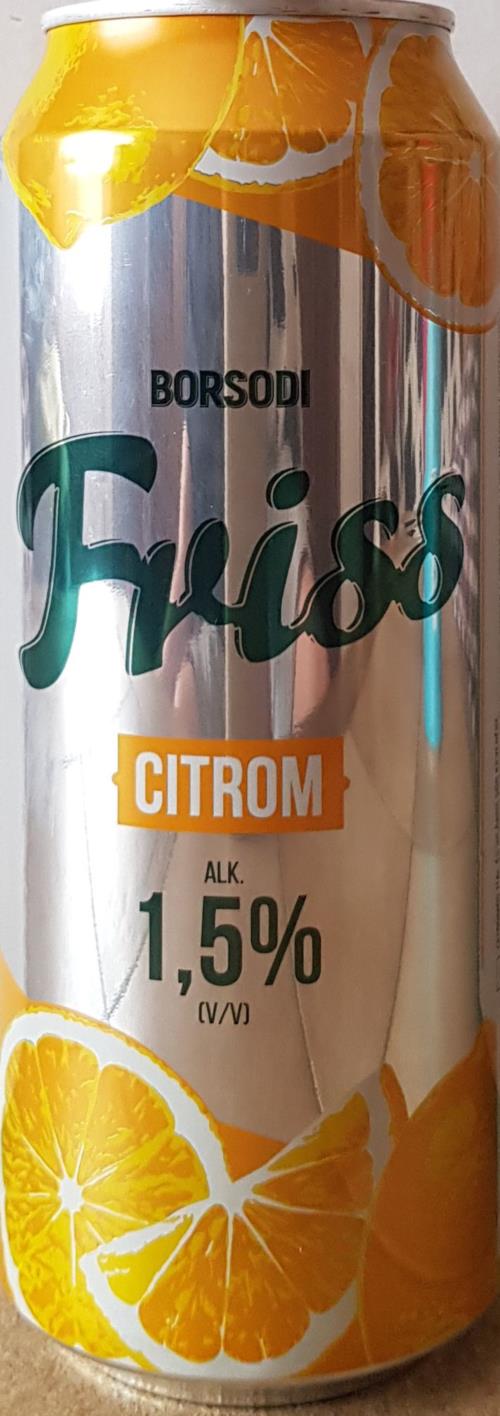 BORSODI
Friss
CITROM
ALK.
1,5%
(V/V)